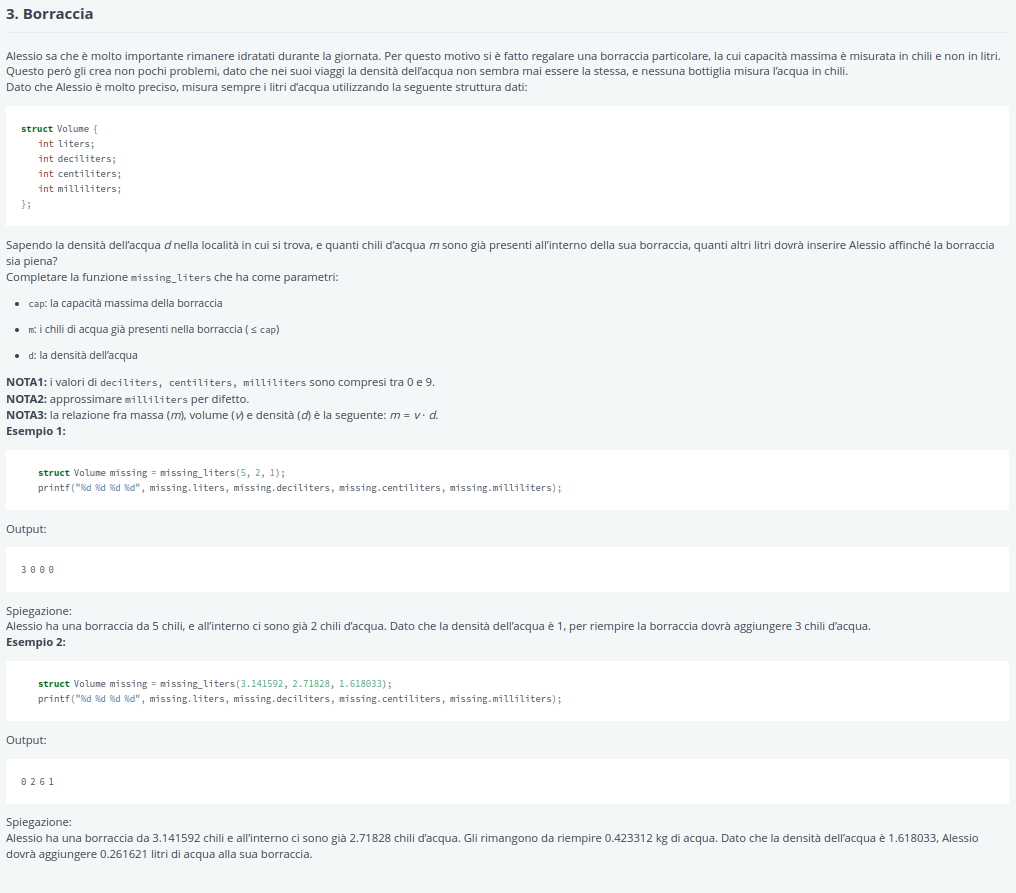 3. Borraccia
Alessio sa che è molto importante rimanere idratati durante la giornata. Per questo motivo si è fatto regalare una borraccia particolare, la cui capacità massima è misurata in chili e non in litri.
Questo però gli crea non pochi problemi, dato che nei suoi viaggi la densità dell'acqua non sembra mai essere la stessa, e nessuna bottiglia misura l'acqua in chili.
Dato che Alessio è molto preciso, misura sempre i litri d'acqua utilizzando la seguente struttura dati:
struct Volume {
    int liters;
    int deciliters;
    int centiliters;
    int milliliters;
};
Sapendo la densità dell'acqua d nella località in cui si trova, e quanti chili d'acqua m sono già presenti all'interno della sua borraccia, quanti altri litri dovrà inserire Alessio affinché la borraccia
sia piena?
Completare la funzione missing_liters che ha come parametri:
• cap: la capacità massima della borraccia
• m: i chili di acqua già presenti nella borraccia ( ≤ cap)
• d: la densità dell'acqua
NOTA1: i valori di deciliters, centiliters, milliliters sono compresi tra 0 e 9.
NOTA2: approssimare milliliters per difetto.
NOTA3: la relazione fra massa (m), volume (v) e densità (d) è la seguente: m = v · d.
Esempio 1:
struct Volume missing = missing_liters(5, 2, 1);
printf("%d %d %d %d", missing.liters, missing.deciliters, missing.centiliters, missing.milliliters);
Output:
3 0 0 0
Spiegazione:
Alessio ha una borraccia da 5 chili, e all'interno ci sono già 2 chili d'acqua. Dato che la densità dell'acqua è 1, per riempire la borraccia dovrà aggiungere 3 chili d'acqua.
Esempio 2:
struct Volume missing = missing_liters(3.141592, 2.71828, 1.618033);
printf("%d %d %d %d", missing.liters, missing.deciliters, missing.centiliters, missing.milliliters);
Output:
0 2 6 1
Spiegazione:
Alessio ha una borraccia da 3.141592 chili e all'interno ci sono già 2.71828 chili d'acqua. Gli rimangono da riempire 0.423312 kg di acqua. Dato che la densità dell'acqua è 1.618033, Alessio
dovrà aggiungere 0.261621 litri di acqua alla sua borraccia.